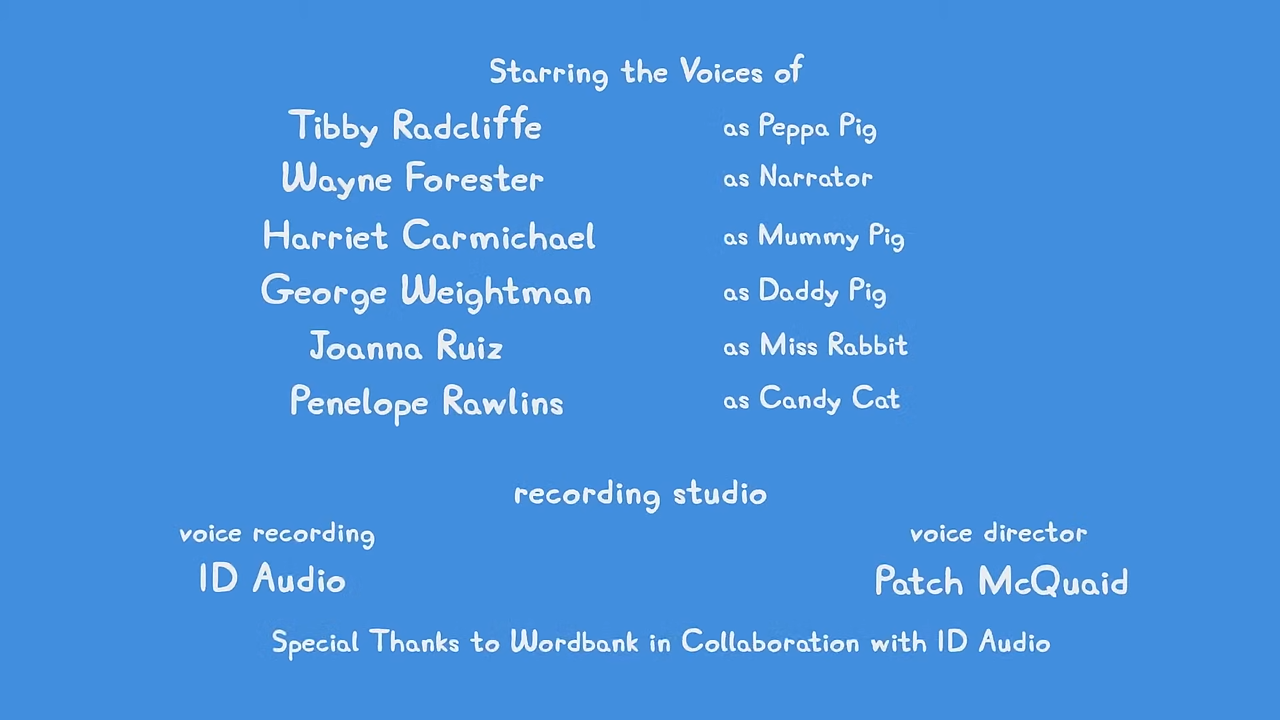 Starring the Voices of
Tibby Radcliffe as Peppa Pig
Wayne Forester as Narrator
Harriet Carmichael as Mummy Pig
George Weightman as Daddy Pig
Joanna Ruiz as Miss Rabbit
Penelope Rawlins as Candy Cat
recording studio
voice recording voice director
ID Audio Patch McQuaid
Special Thanks to Wordbank in Collaboration with ID Audio